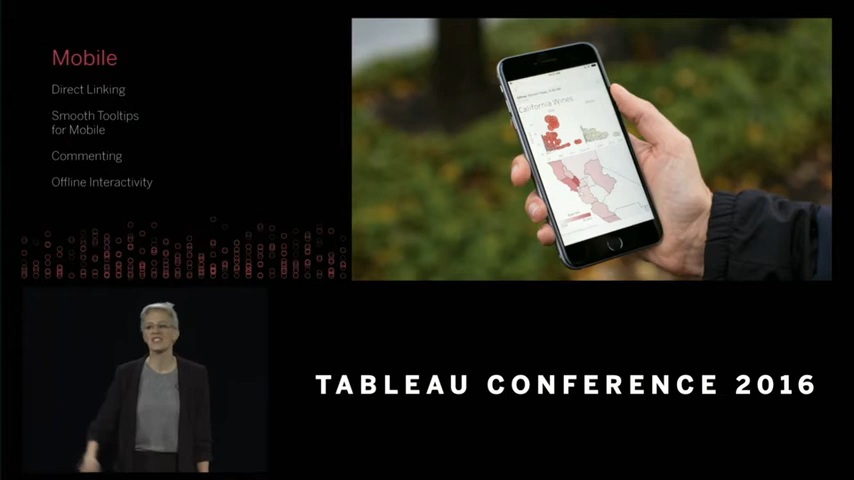 Mobile
Direct Linking
Smooth Tooltips
for Mobile
Commenting
Offline Interactivity
California Wines
TABLEAU CONFERENCE 2016